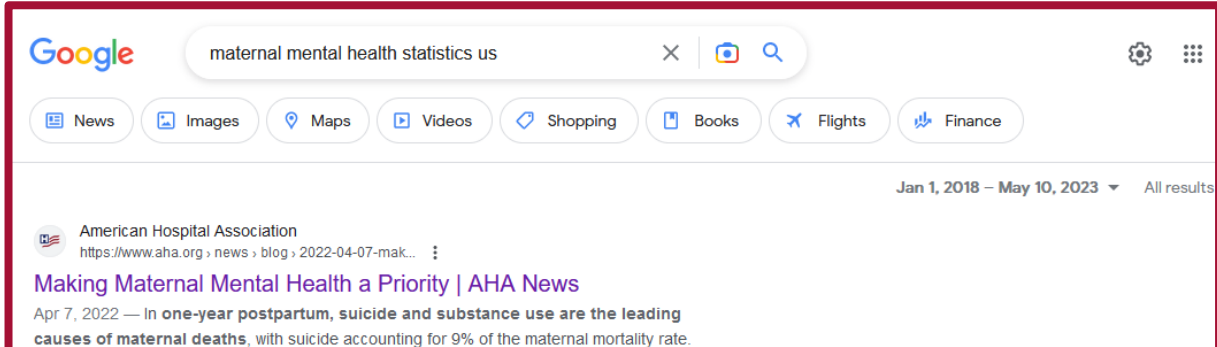 Google
maternal mental health statistics us
News Images Maps Videos Shopping Books Flights Finance
Jan 1, 2018 – May 10, 2023 All results
American Hospital Association
https://www.aha.org › news › blog › 2022-04-07-mak...
Making Maternal Mental Health a Priority | AHA News
Apr 7, 2022 — In one-year postpartum, suicide and substance use are the leading
causes of maternal deaths, with suicide accounting for 9% of the maternal mortality rate.